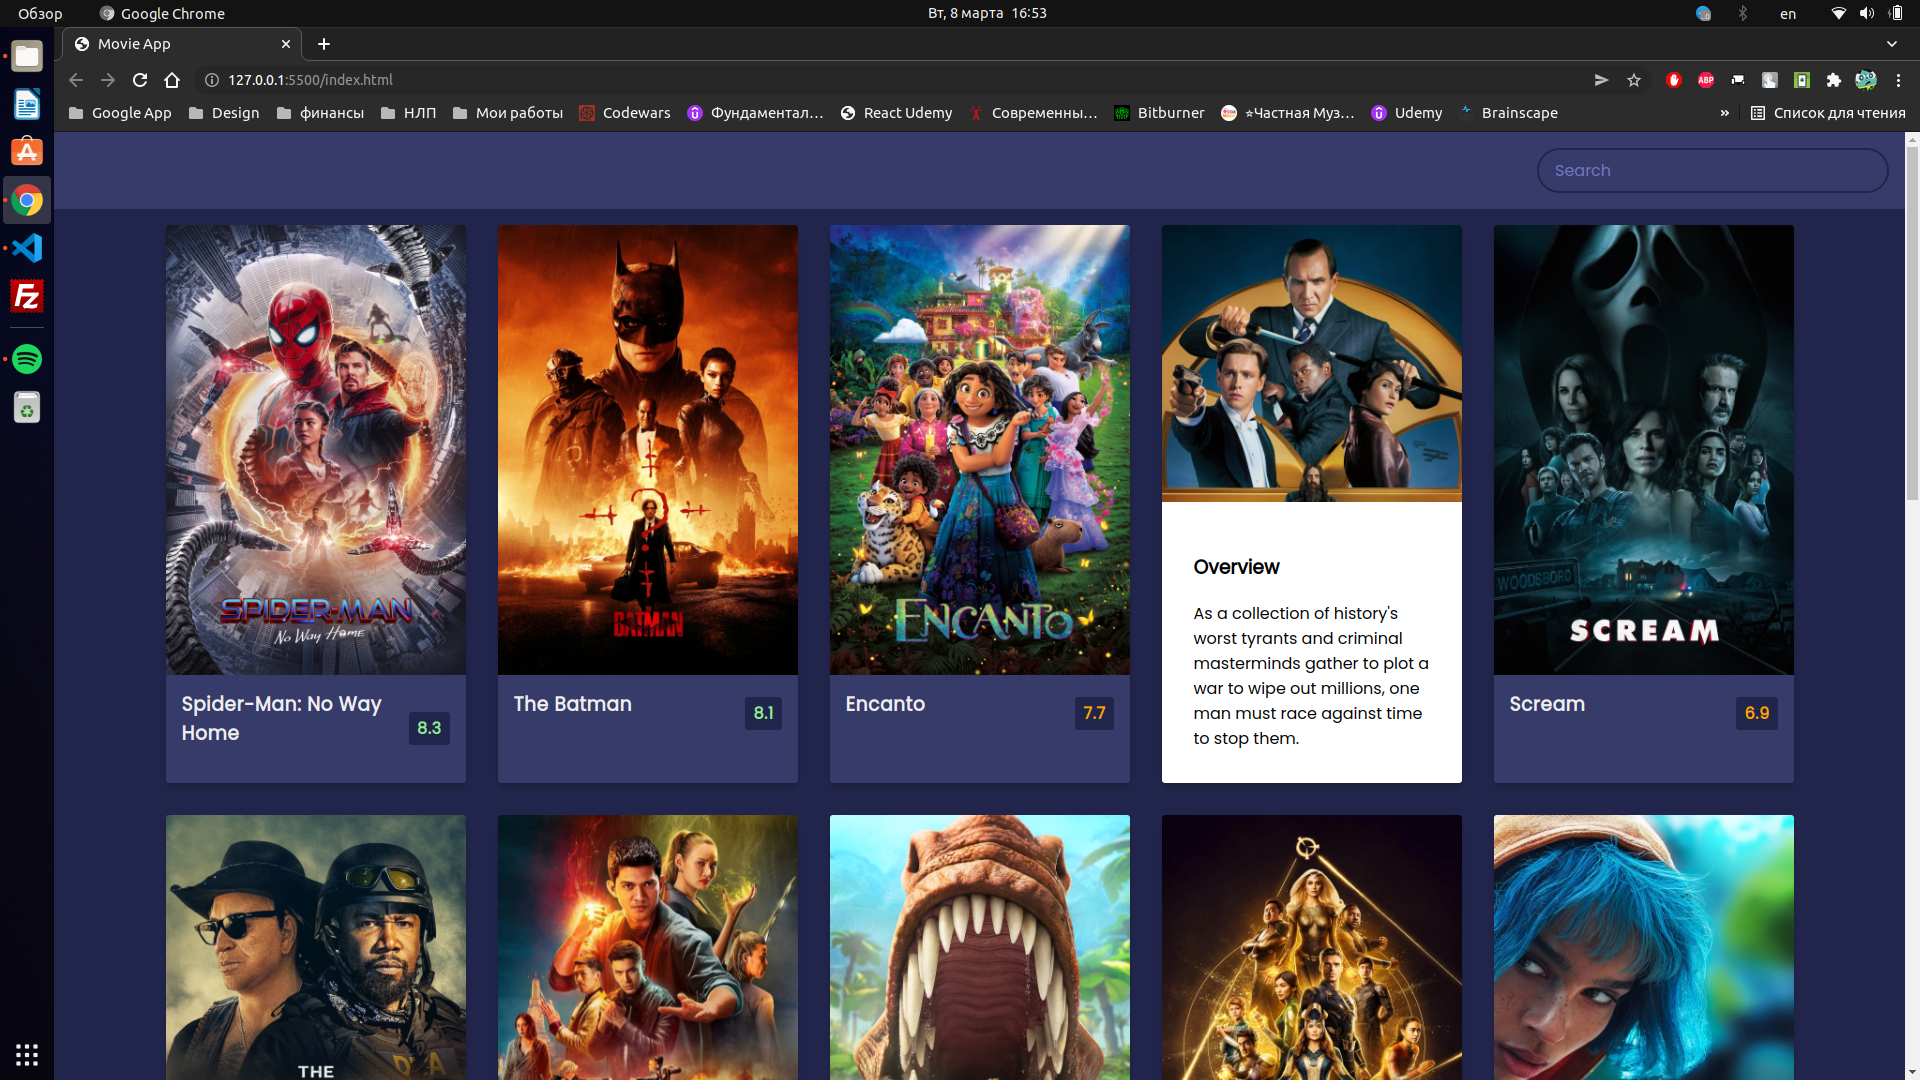 Обзор
Google Chrome
Вт, 8 марта 16:53
en
Movie App
127.0.0.1:5500/index.html
ABP
Google App
Design
финансы
НЛП
Мои работы
Codewars
Фундаментал…
React Udemy
Современны…
Bitburner
⭐Частная Муз…
Udemy
Brainscape
»
Список для чтения
Search
SPIDER-MAN
No Way Home
THE BATMAN
ENCANTO
WOODSBORO
SCREAM
Overview
As a collection of history's
worst tyrants and criminal
masterminds gather to plot a
war to wipe out millions, one
man must race against time
to stop them.
Spider-Man: No Way
Home
8.3
The Batman
8.1
Encanto
7.7
Scream
6.9
THE